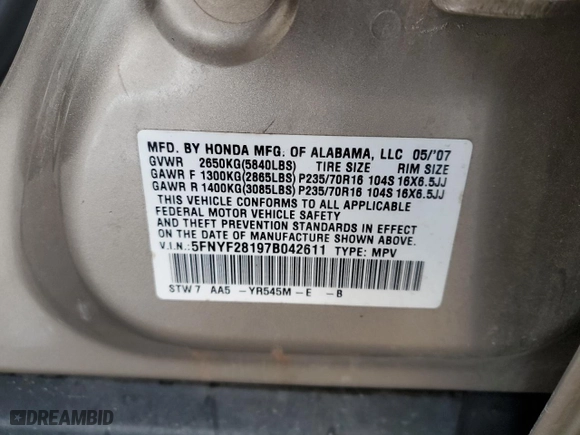 MFD. BY HONDA MFG. OF ALABAMA, LLC 05/'07
GVWR 2650KG(5840LBS) TIRE SIZE RIM SIZE
GAWR F 1300KG(2865LBS)P235/70R16 104S 16X6.5JJ
GAWR R 1400KG(3085LBS)P235/70R16 104S 16X6.5JJ
THIS VEHICLE CONFORMS TO ALL APPLICABLE
FEDERAL MOTOR VEHICLE SAFETY
AND THEFT PREVENTION STANDARDS IN EFFECT
ON THE DATE OF MANUFACTURE SHOWN ABOVE.
V.I.N.:5FNYF28197B042611 TYPE: MPV
STW7 AA5 -YR545M-E -B
DREAMBID